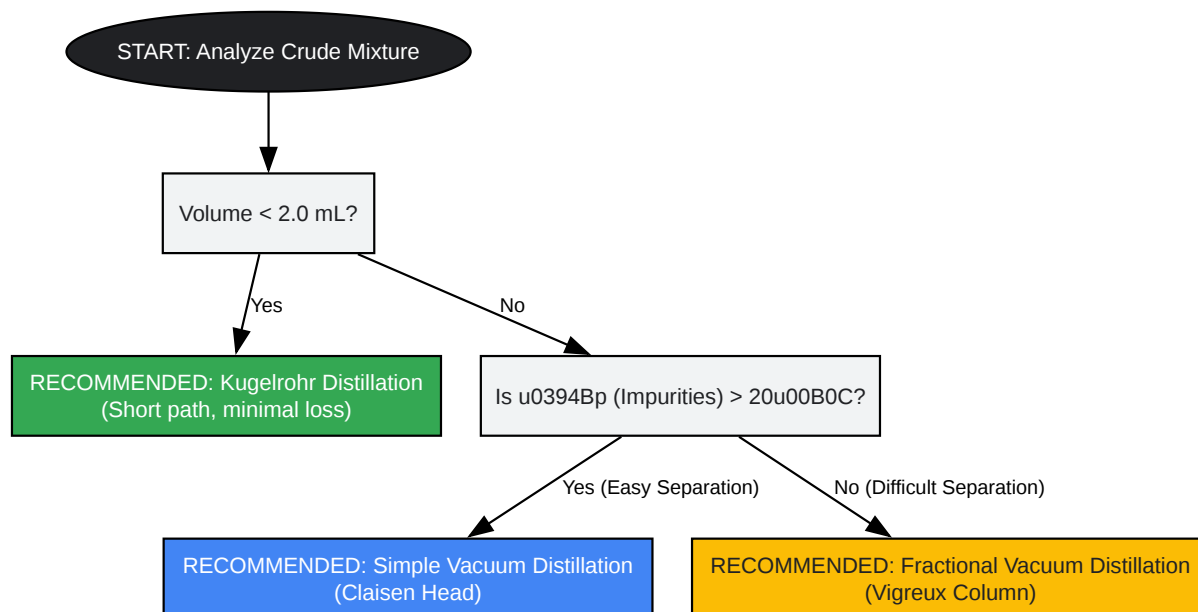 START: Analyze Crude Mixture
Volume < 2.0 mL?
Yes
No
RECOMMENDED: Kugelrohr Distillation
(Short path, minimal loss)
Is u0394Bp (Impurities) > 20u00B0C?
Yes (Easy Separation)
No (Difficult Separation)
RECOMMENDED: Simple Vacuum Distillation
(Claisen Head)
RECOMMENDED: Fractional Vacuum Distillation
(Vigreux Column)